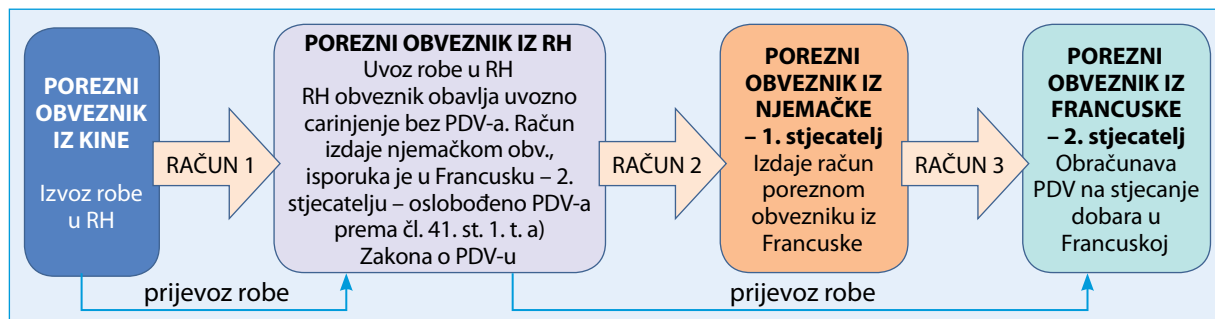 POREZNI
OBVEZNIK
IZ KINE
Izvoz robe
u RH
RAČUN 1
POREZNI OBVEZNIK IZ RH
Uvoz robe u RH
RH obveznik obavlja uvozno
carinjenje bez PDV-a. Račun
izdaje njemačkom obv.,
isporuka je u Francusku – 2.
stjecatelju – oslobođeno PDV-a
prema čl. 41. st. 1. t. a)
Zakona o PDV-u
RAČUN 2
POREZNI
OBVEZNIK IZ
NJEMAČKE
– 1. stjecatelj
Izdaje račun
poreznom
obvezniku iz
Francuske
RAČUN 3
POREZNI
OBVEZNIK IZ
FRANCUSKE
– 2. stjecatelj
Obračunava
PDV na stjecanje
dobara u
Francuskoj
prijevoz robe
prijevoz robe